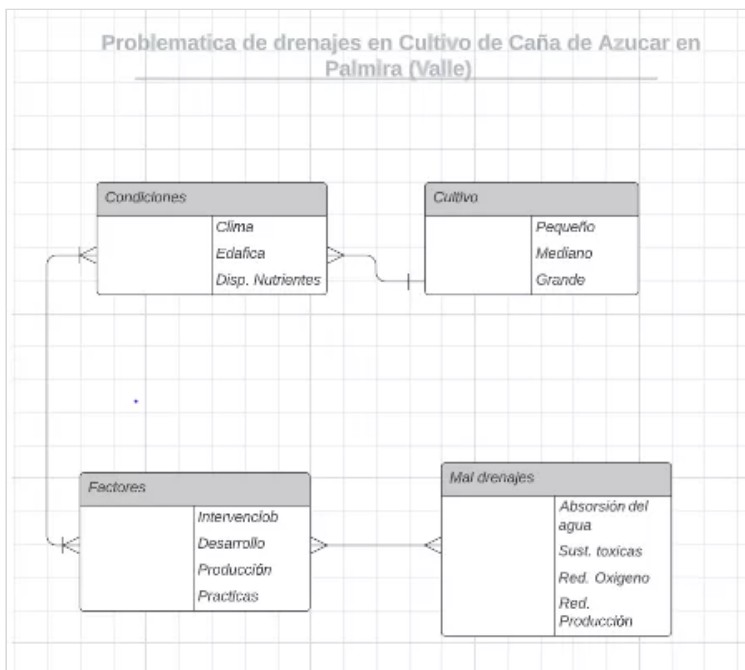 Problematica de drenajes en Cultivo de Caña de Azucar en
Palmira (Valle)
Condiciones
Clima
Edafica
Disp. Nutrientes
Cultivo
Pequeño
Mediano
Grande
Factores
Intervenciob
Desarrollo
Producción
Practicas
Mal drenajes
Absorsión del
agua
Sust. toxicas
Red. Oxigeno
Red.
Producción